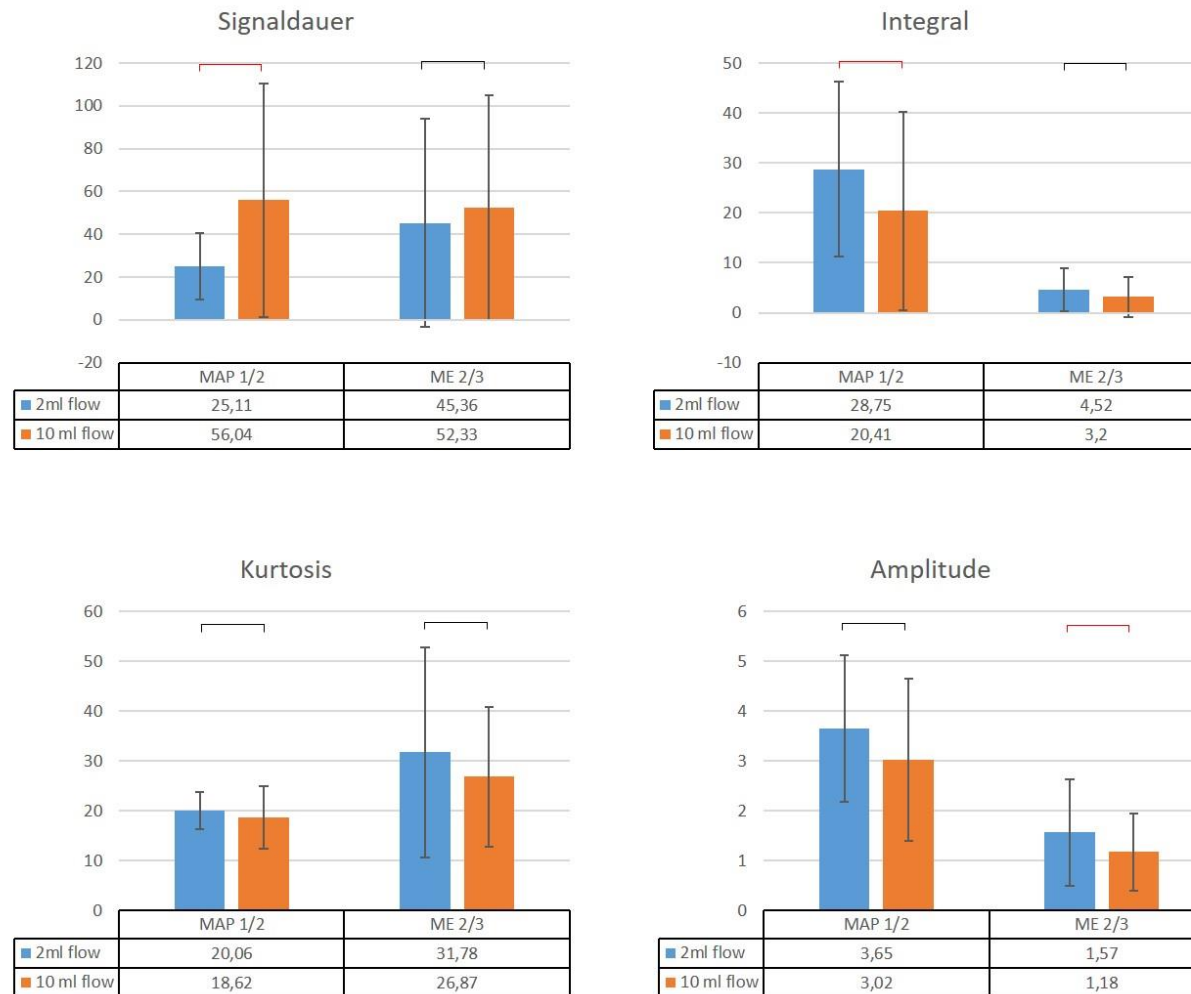 Signaldauer
120
100
80
60
40
20
0
-20
MAP 1/2 ME 2/3
2ml flow 25,11 45,36
10 ml flow 56,04 52,33
Integral
50
40
30
20
10
0
-10
MAP 1/2 ME 2/3
2ml flow 28,75 4,52
10 ml flow 20,41 3,2
Kurtosis
60
50
40
30
20
10
0
MAP 1/2 ME 2/3
2ml flow 20,06 31,78
10 ml flow 18,62 26,87
Amplitude
6
5
4
3
2
1
0
MAP 1/2 ME 2/3
2ml flow 3,65 1,57
10 ml flow 3,02 1,18